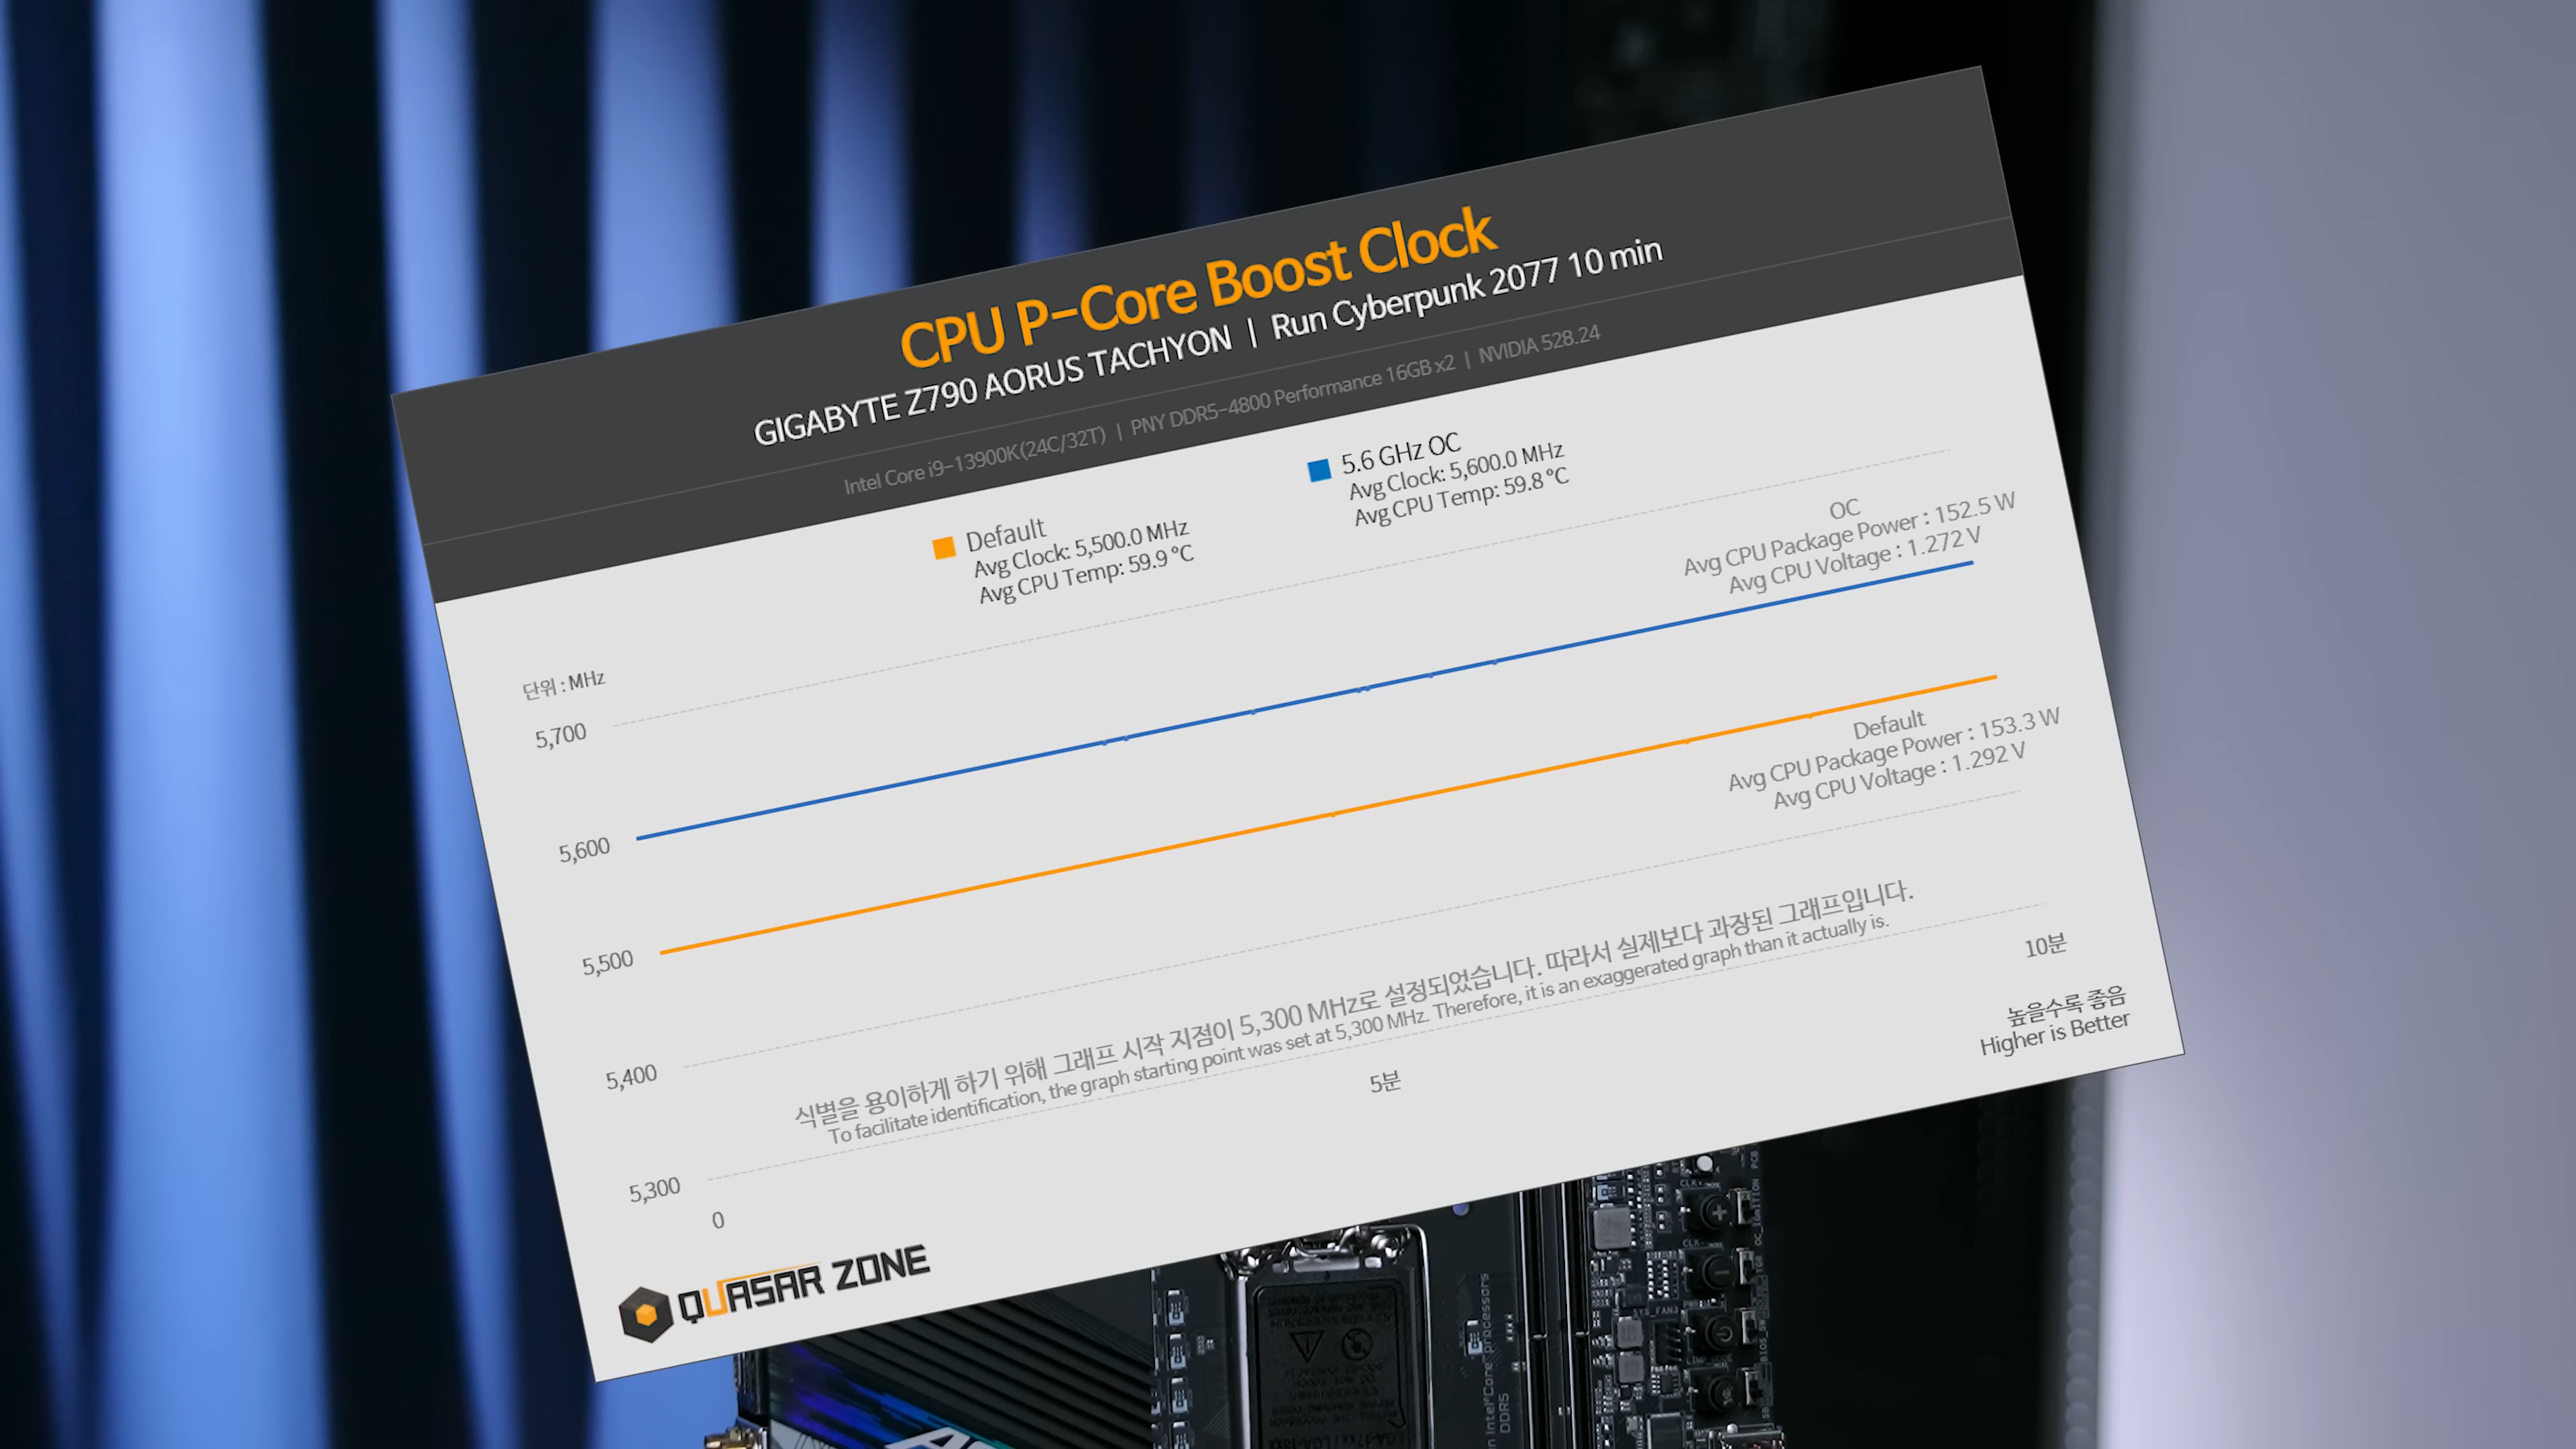 CPU P-Core Boost Clock
GIGABYTE Z790 AORUS TACHYON | Run Cyberpunk 2077 10 min
Intel Core i9-13900K(24C/32T) | PNY DDR5-4800 Performance 16GB x2 | NVIDIA 528.24
Default
Avg Clock: 5,500.0 MHz
Avg CPU Temp: 59.9 °C
5.6 GHz OC
Avg Clock: 5,600.0 MHz
Avg CPU Temp: 59.8 °C
OC
Avg CPU Package Power : 152.5 W
Avg CPU Voltage : 1.272 V
단위 : MHz
5,700
5,600
5,500
5,400
5,300
Default
Avg CPU Package Power : 153.3 W
Avg CPU Voltage : 1.292 V
식별을 용이하게 하기 위해 그래프 시작 지점이 5,300 MHz로 설정되었습니다. 따라서 실제보다 과장된 그래프입니다.
To facilitate identification, the graph starting point was set at 5,300 MHz. Therefore, it is an exaggerated graph than it actually is.
0
5분
10분
높을수록 좋음
Higher is Better
QUASAR ZONE
SYS_FAN3
OC_IGNITION
PCB
Intel Core processors
DDR5